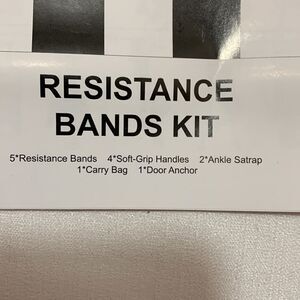 RESISTANCE
BANDS KIT
5*Resistance Bands 4*Soft-Grip Handles 2*Ankle Satrap
1*Carry Bag 1*Door Anchor